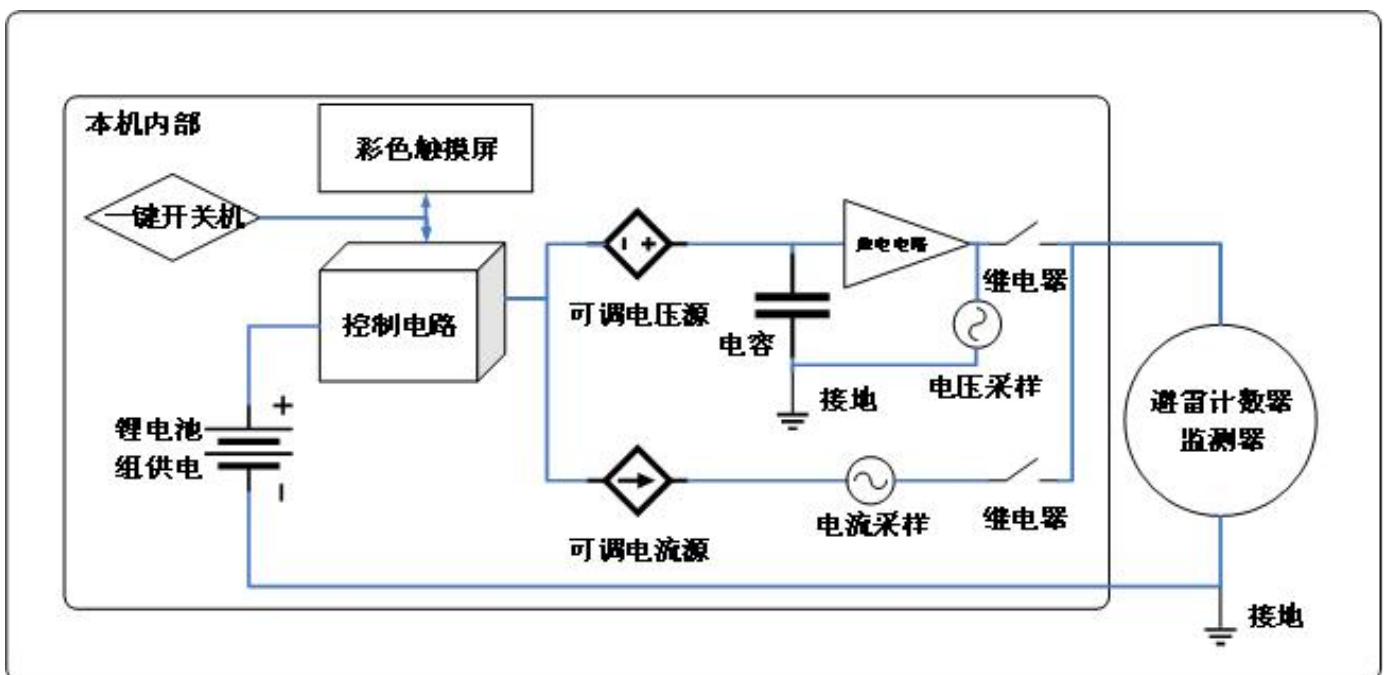 本机内部
彩色触摸屏
一键开关机
控制电路
可调电压源
电容
接地
继电器
电压采样
避雷计数器
监测器
锂电池
组供电
+
-
可调电流源
电流采样
继电器
接地